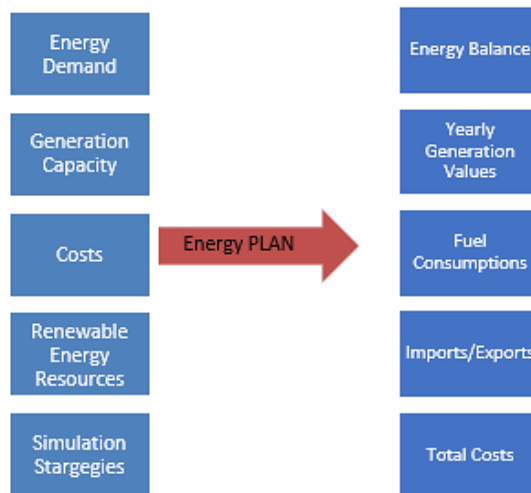 Energy
Demand
Generation
Capacity
Costs
Renewable
Energy
Resources
Simulation
Stargegies
Energy PLAN
Energy Balance
Yearly
Generation
Values
Fuel
Consumptions
Imports/Exports
Total Costs